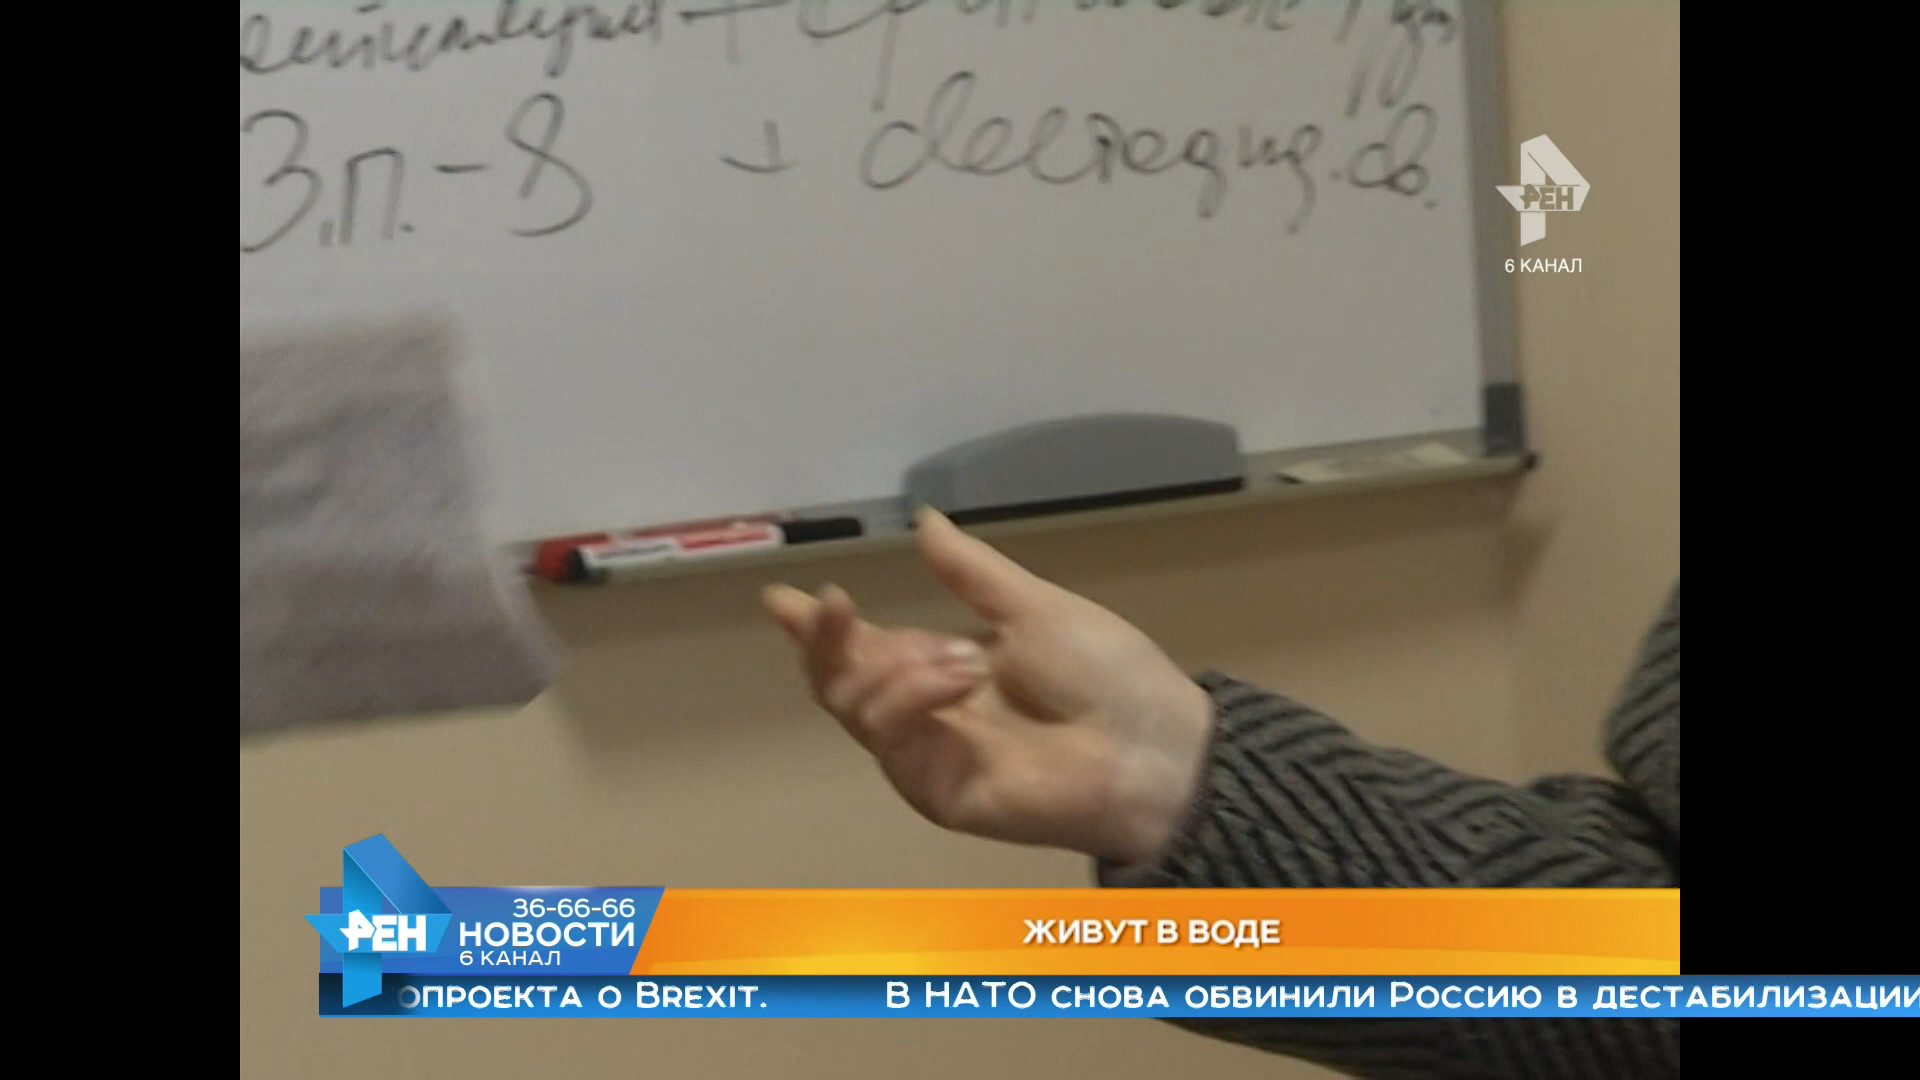 З.п. - 8
РЕН
6 КАНАЛ
36-66-66
РЕН НОВОСТИ
6 КАНАЛ
ЖИВУТ В ВОДЕ
ОПРОЕКТА О BREXIT. В НАТО СНОВА ОБВИНИЛИ РОССИЮ В ДЕСТАБИЛИЗАЦИИ